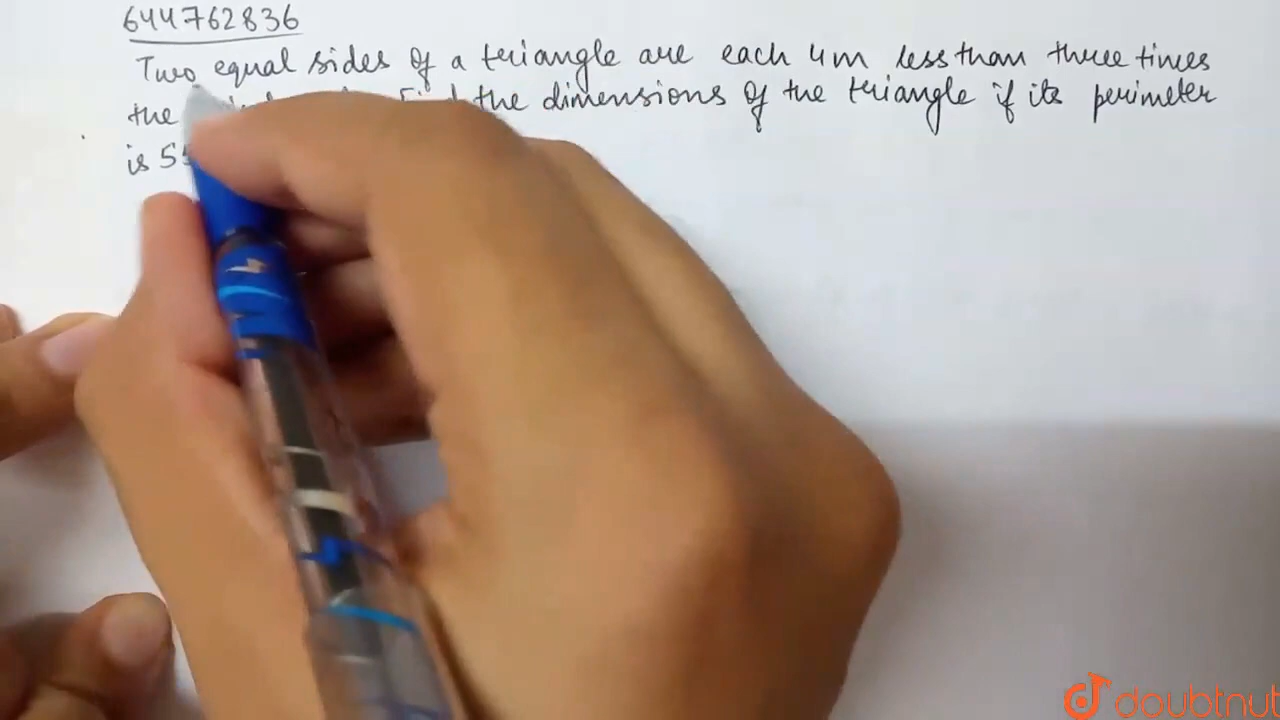 644762836
Two equal sides of a triangle are each 4m less than three times
the the dimensions of the triangle if its perimeter
is 55
doubtnut